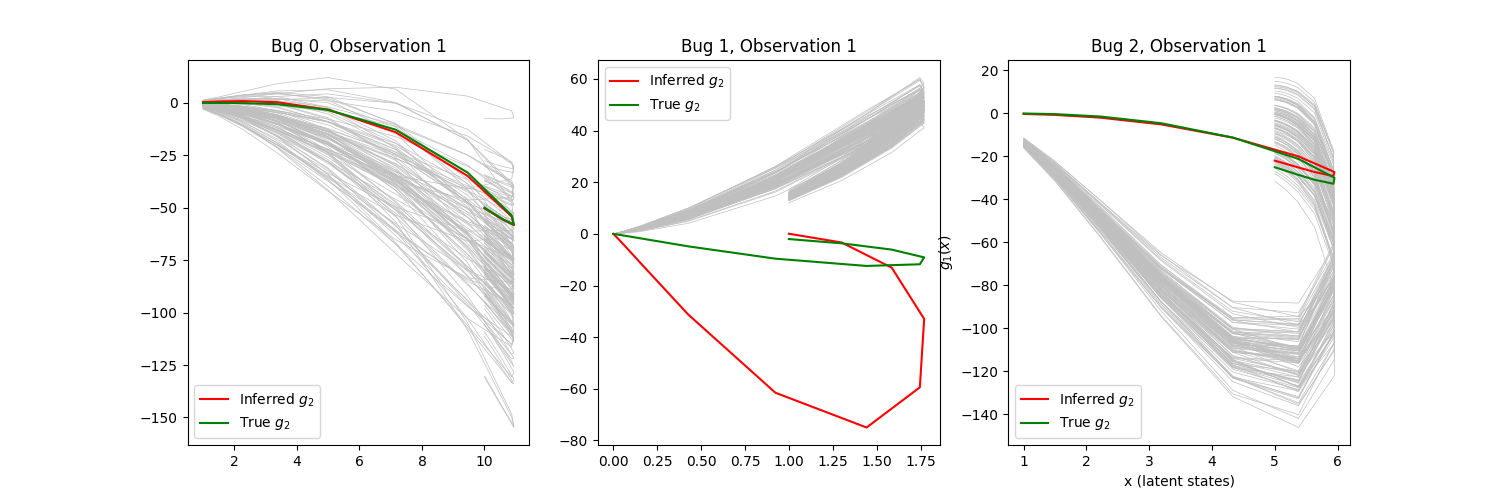 Bug 0, Observation 1
0
−25
−50
−75
−100
−125
−150
2 4 6 8 10
Inferred g₂
True g₂
Bug 1, Observation 1
Inferred g₂
True g₂
60
40
20
0
−20
−40
−60
−80
0.00 0.25 0.50 0.75 1.00 1.25 1.50 1.75
Bug 2, Observation 1
g₁(x)
20
0
−20
−40
−60
−80
−100
−120
−140
Inferred g₂
True g₂
1 2 3 4 5 6
x (latent states)